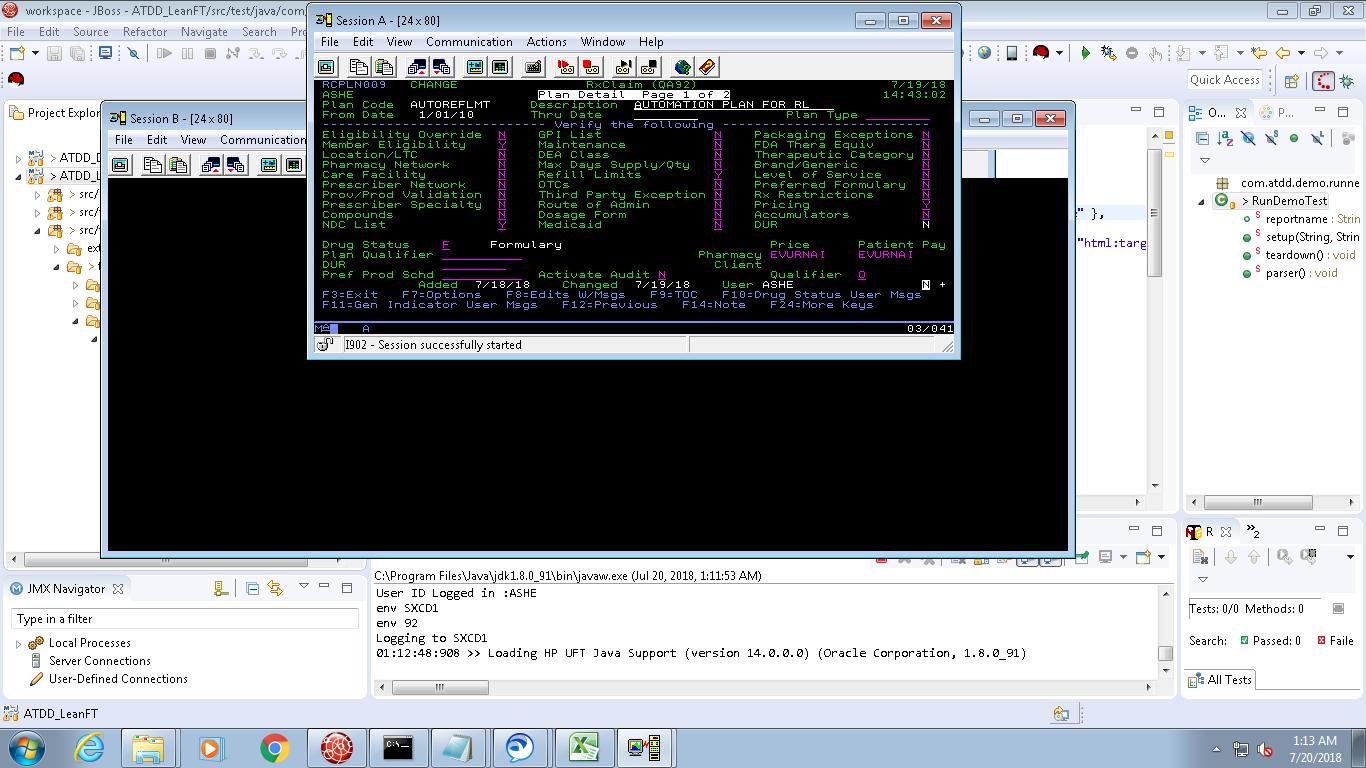 workspace - JBoss - ATDD_LeanFT/src/test/java/com/
File Edit Source Refactor Navigate Search
Quick Access
Project Explor
> ATDD_
> ATDD_L
> src/
> src/
> src/
Session B - [24 x 80]
File Edit View Communication
Session A - [24 x 80]
File Edit View Communication Actions Window Help
RCPLN009 CHANGE RxClaim (QA92) 7/19/18
ASHE Plan Detail Page 1 of 2 14:43:02
Plan Code AUTOREFLMT Description AUTOMATION PLAN FOR RL
From Date 1/01/10 Thru Date Plan Type
Verify the following
Eligibility Override N GPI List N Packaging Exceptions N
Member Eligibility Y Maintenance N FDA Thera Equiv N
Location/LTC N DEA Class N Therapeutic Category N
Pharmacy Network N Max Days Supply/Qty N Brand/Generic N
Care Facility N Refill Limits Y Level of Service N
Prescriber Network N OTCs N Preferred Formulary N
Prov/Prod Validation N Third Party Exception N Rx Restrictions N
Prescriber Specialty N Route of Admin N Pricing Y
Compounds N Dosage Form N Accumulators N
NDC List Y Medicaid N DUR N
Drug Status F Formulary Price Patient Pay
Plan Qualifier Pharmacy EVURNAI EVURNAI
DUR Client
Pref Prod Schd Activate Audit N Qualifier O
Added 7/18/18 Changed 7/19/18 User ASHE N +
F3=Exit F7=Options F8=Edits W/Msgs F9=TOC F10=Drug Status User Msgs
F11=Gen Indicator User Msgs F12=Previous F14=Note F24=More Keys
MA A 03/041
I902 - Session successfully started
" },
"html:targ
O...
P...
com.atdd.demo.runne
> RunDemoTest
reportname : Strin
setup(String, Strin
teardown() : void
parser() : void
JMX Navigator
Type in a filter
Local Processes
Server Connections
User-Defined Connections
C:\Program Files\Java\jdk1.8.0_91\bin\javaw.exe (Jul 20, 2018, 1:11:53 AM)
User ID Logged in :ASHE
env SXCD1
env 92
Logging to SXCD1
01:12:48:908 >> Loading HP UFT Java Support (version 14.0.0.0) (Oracle Corporation, 1.8.0_91)
R
»2
Tests: 0/0 Methods: 0
Search: Passed: 0 Faile
All Tests
ATDD_LeanFT
1:13 AM
7/20/2018